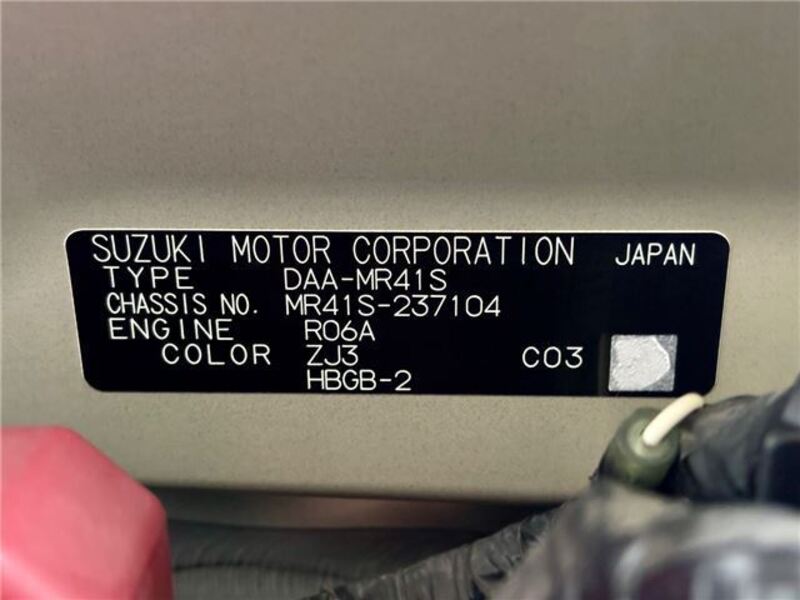 SUZUKI MOTOR CORPORATION JAPAN
TYPE DAA-MR41S
CHASSIS NO. MR41S-237104
ENGINE R06A
COLOR ZJ3 C03
HBGB-2